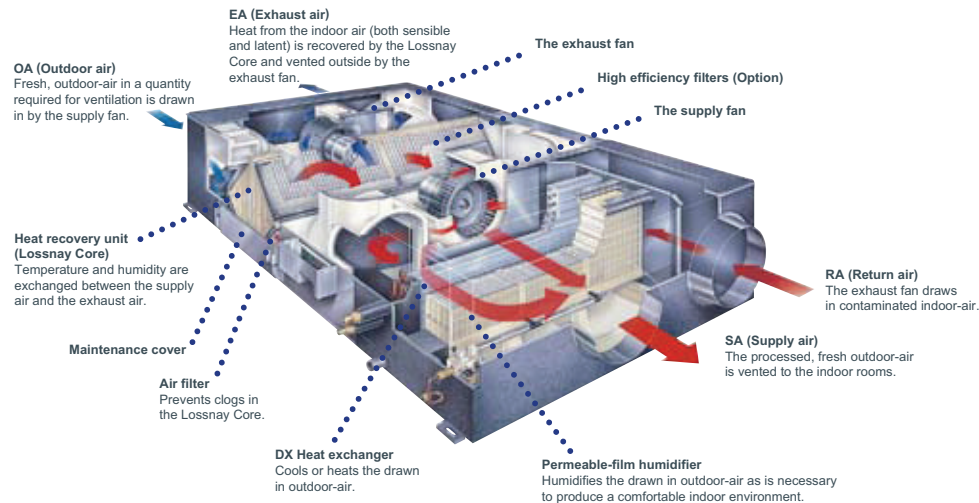 EA (Exhaust air)
Heat from the indoor air (both sensible
and latent) is recovered by the Lossnay
Core and vented outside by the
exhaust fan.
The exhaust fan
High efficiency filters (Option)
The supply fan
OA (Outdoor air)
Fresh, outdoor-air in a quantity
required for ventilation is drawn
in by the supply fan.
Heat recovery unit
(Lossnay Core)
Temperature and humidity are
exchanged between the supply
air and the exhaust air.
RA (Return air)
The exhaust fan draws
in contaminated indoor-air.
SA (Supply air)
The processed, fresh outdoor-air
is vented to the indoor rooms.
Maintenance cover
Air filter
Prevents clogs in
the Lossnay Core.
DX Heat exchanger
Cools or heats the drawn
in outdoor-air.
Permeable-film humidifier
Humidifies the drawn in outdoor-air as is necessary
to produce a comfortable indoor environment.